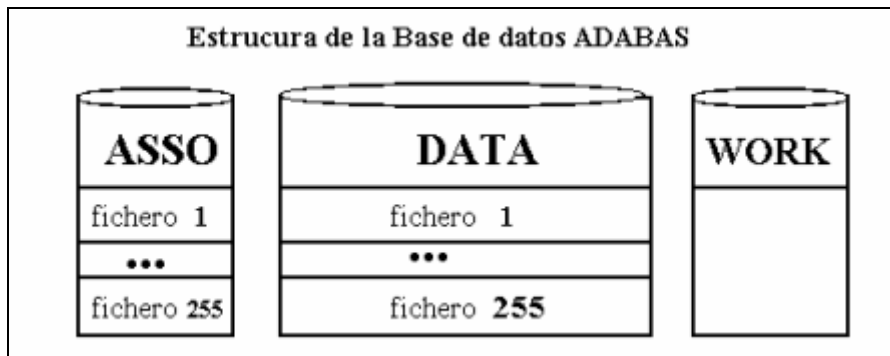 Estrucura de la Base de datos ADABAS
ASSO DATA WORK
fichero 1 fichero 1
••• •••
fichero 255 fichero 255